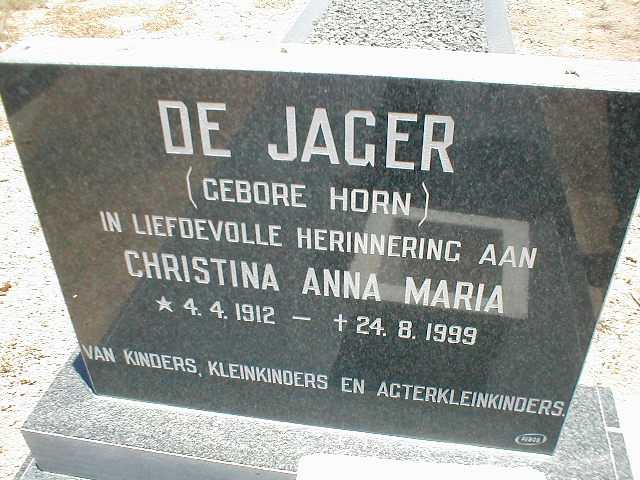 DE JAGER
(GEBORE HORN)
IN LIEFDEVOLLE HERINNERING AAN
CHRISTINA ANNA MARIA
★ 4. 4. 1912 — † 24. 8. 1999
VAN KINDERS, KLEINKINDERS EN AGTERKLEINKINDERS.